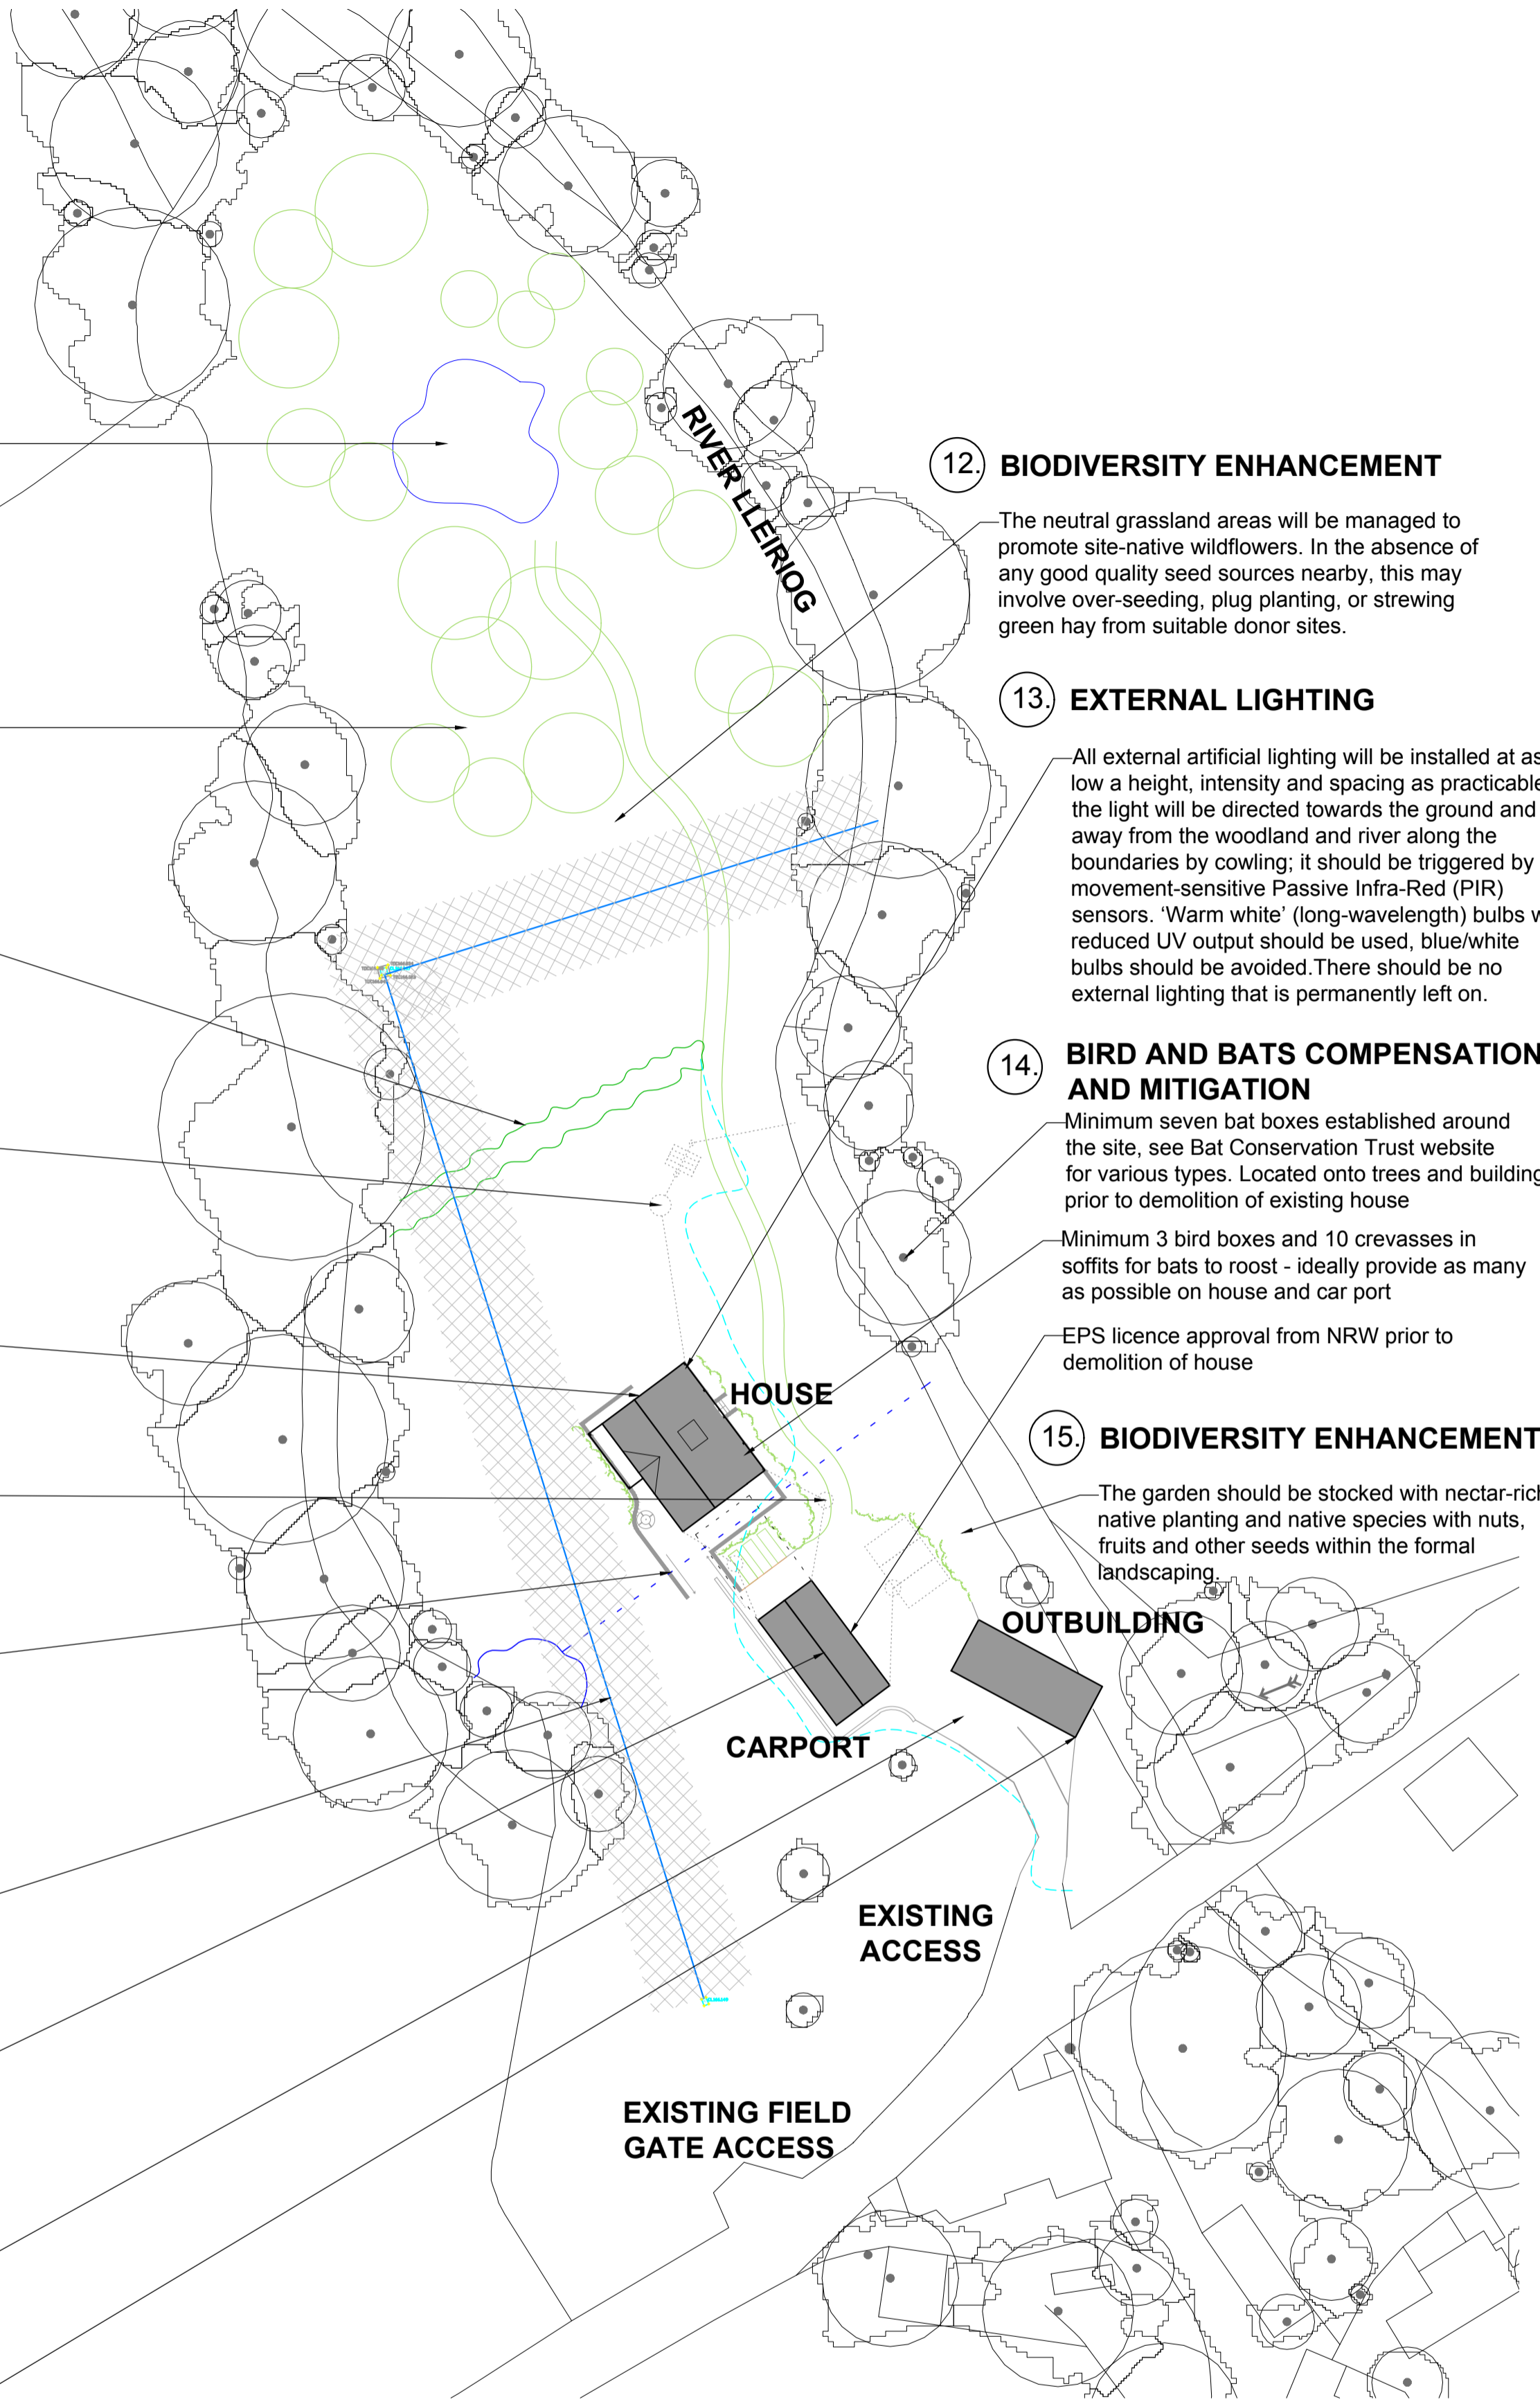 RIVER LLEIRIOG
12. BIODIVERSITY ENHANCEMENT
The neutral grassland areas will be managed to
promote site-native wildflowers. In the absence of
any good quality seed sources nearby, this may
involve over-seeding, plug planting, or strewing
green hay from suitable donor sites.
13. EXTERNAL LIGHTING
All external artificial lighting will be installed at as
low a height, intensity and spacing as practicable
the light will be directed towards the ground and
away from the woodland and river along the
boundaries by cowling; it should be triggered by
movement-sensitive Passive Infra-Red (PIR)
sensors. ‘Warm white’ (long-wavelength) bulbs w
reduced UV output should be used, blue/white
bulbs should be avoided.There should be no
external lighting that is permanently left on.
14. BIRD AND BATS COMPENSATION
AND MITIGATION
Minimum seven bat boxes established around
the site, see Bat Conservation Trust website
for various types. Located onto trees and building
prior to demolition of existing house
Minimum 3 bird boxes and 10 crevasses in
soffits for bats to roost - ideally provide as many
as possible on house and car port
EPS licence approval from NRW prior to
demolition of house
HOUSE
15. BIODIVERSITY ENHANCEMENT
The garden should be stocked with nectar-rich
native planting and native species with nuts,
fruits and other seeds within the formal
landscaping.
OUTBUILDING
CARPORT
EXISTING
ACCESS
EXISTING FIELD
GATE ACCESS